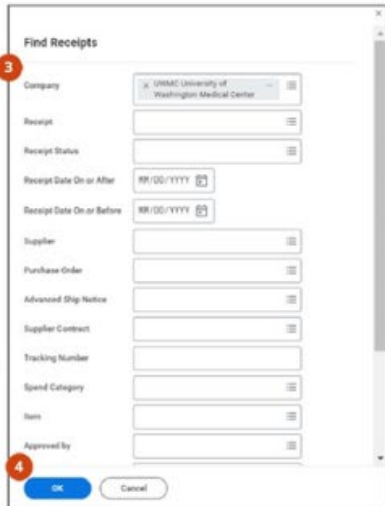 ×
Find Receipts
3
Company
× UWMC University of
Washington Medical Center
Receipt
Receipt Status
Receipt Date On or After
MM/DD/YYYY
Receipt Date On or Before
MM/DD/YYYY
Supplier
Purchase Order
Advanced Ship Notice
Supplier Contract
Tracking Number
Spend Category
Item
Approved by
4
OK
Cancel